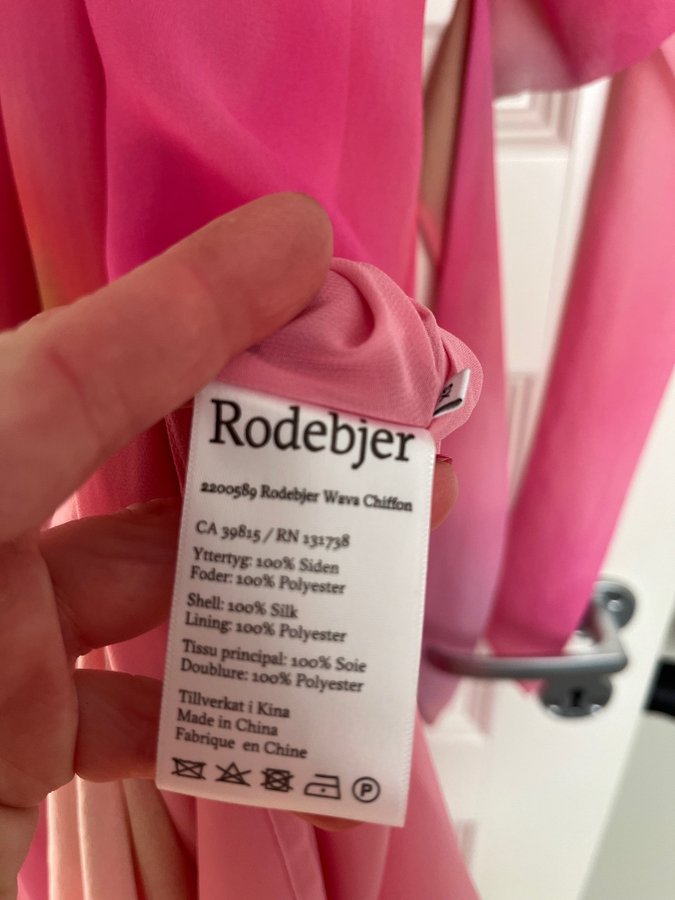 Rodebjer
2200589 Rodebjer Wava Chiffon
CA 39815 / RN 131738
Yttertyg: 100% Siden
Foder: 100% Polyester
Shell: 100% Silk
Lining: 100% Polyester
Tissu principal: 100% Soie
Doublure: 100% Polyester
Tillverkat i Kina
Made in China
Fabrique en Chine
P